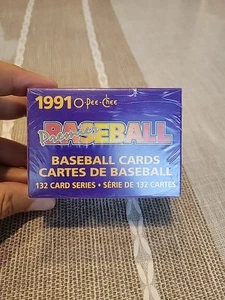 1991 O-Pee-Chee
Premier
BASEBALL
BASEBALL CARDS
CARTES DE BASEBALL
132 CARD SERIES • SÉRIE DE 132 CARTES